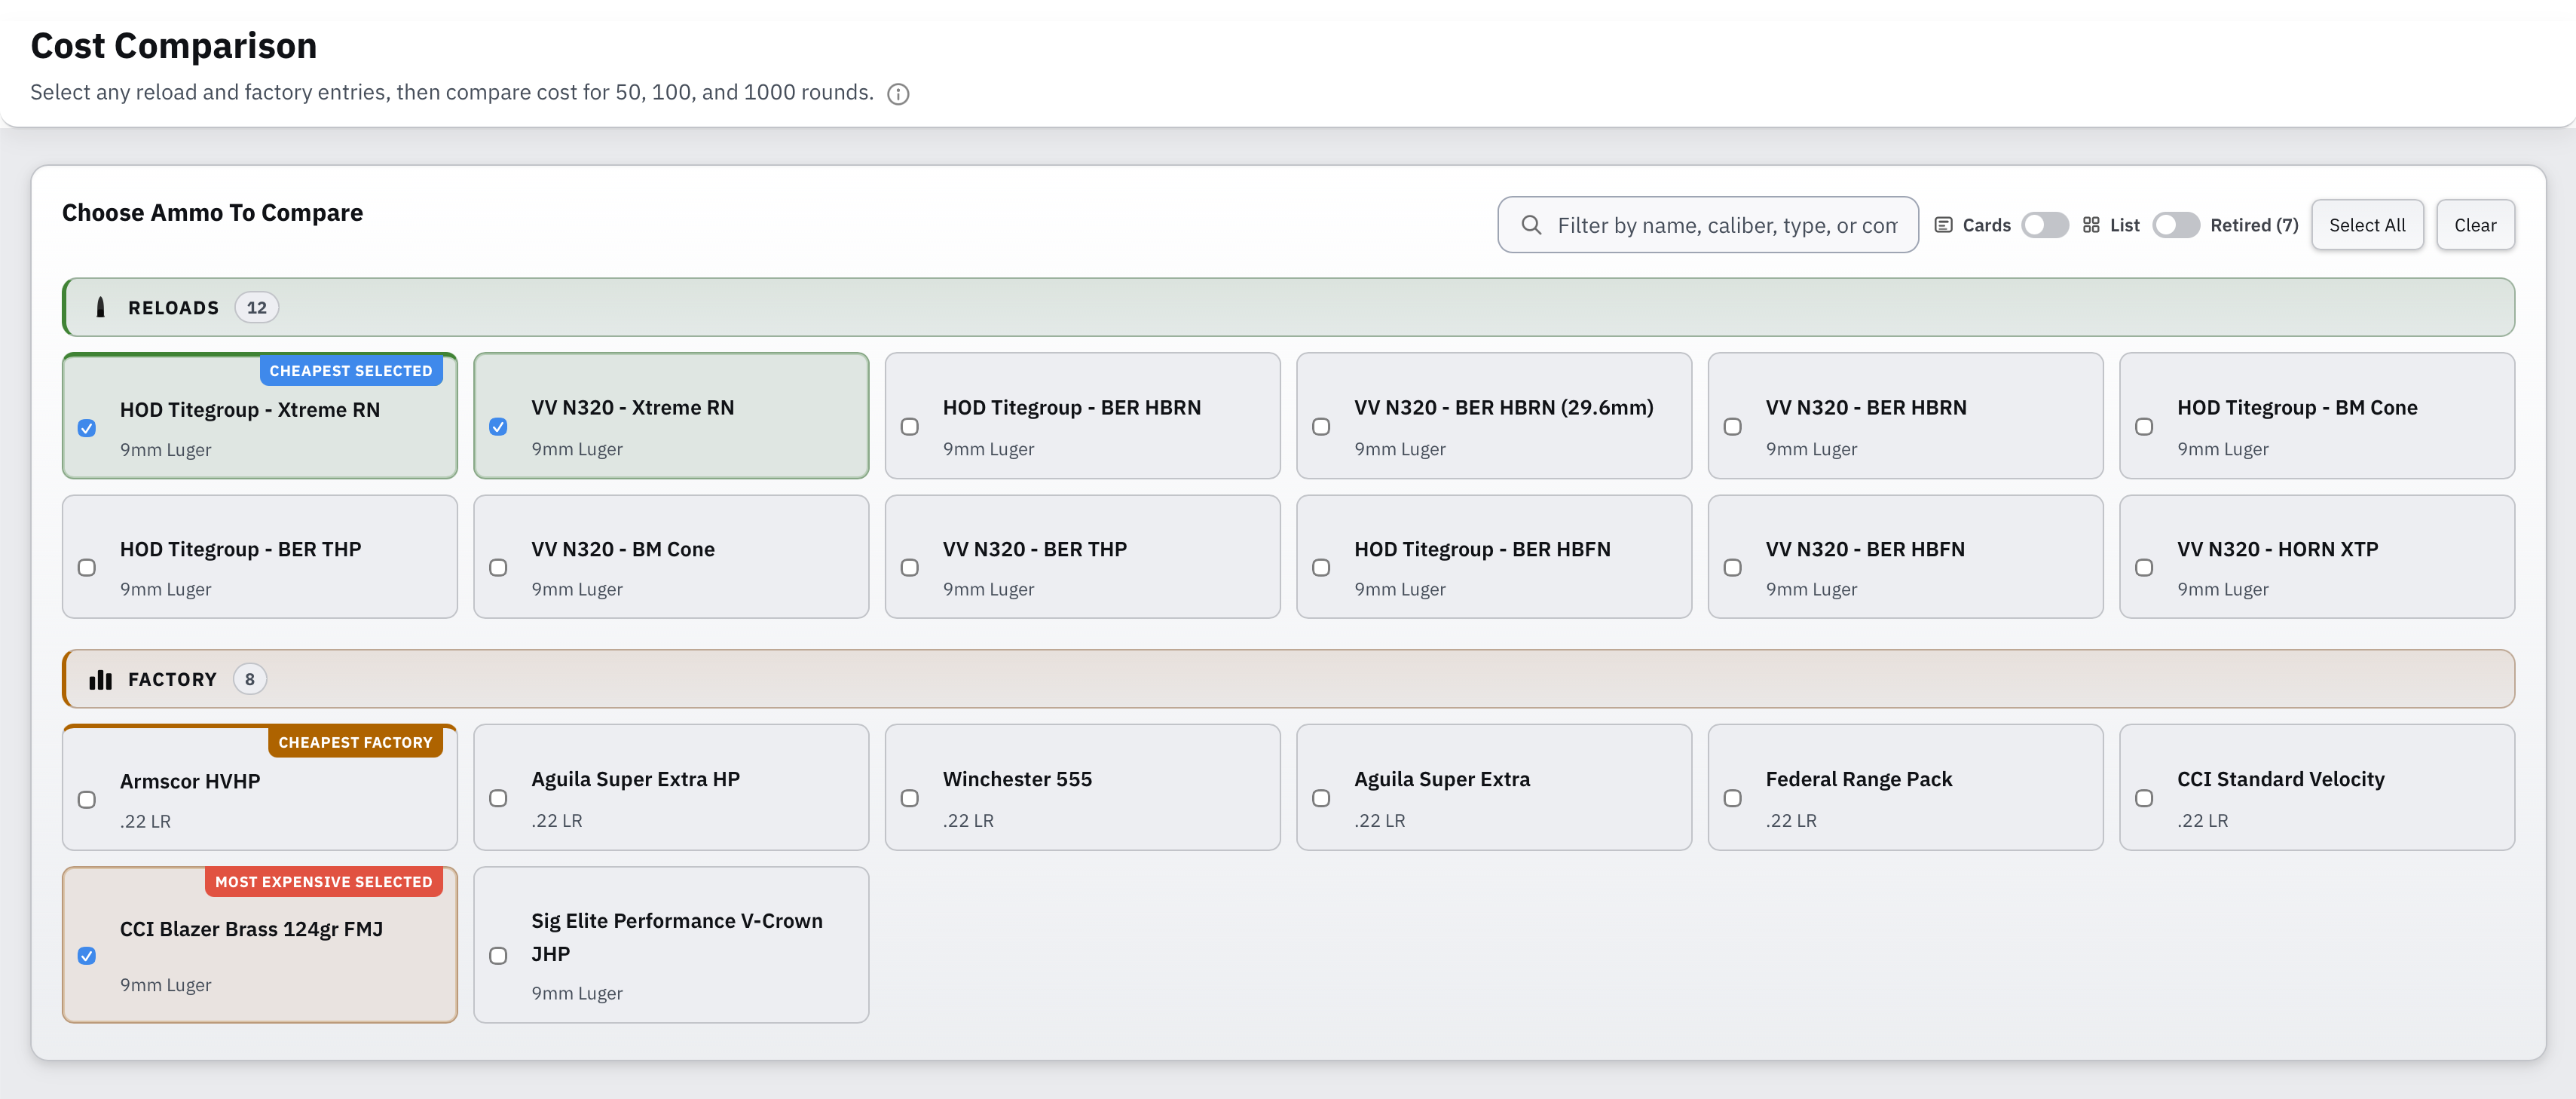 Cost Comparison
Select any reload and factory entries, then compare cost for 50, 100, and 1000 rounds.
Choose Ammo To Compare
Filter by name, caliber, type, or com
Cards
List
Retired (7)
Select All
Clear
RELOADS 12
CHEAPEST SELECTED
HOD Titegroup - Xtreme RN
9mm Luger
VV N320 - Xtreme RN
9mm Luger
HOD Titegroup - BER HBRN
9mm Luger
VV N320 - BER HBRN (29.6mm)
9mm Luger
VV N320 - BER HBRN
9mm Luger
HOD Titegroup - BM Cone
9mm Luger
HOD Titegroup - BER THP
9mm Luger
VV N320 - BM Cone
9mm Luger
VV N320 - BER THP
9mm Luger
HOD Titegroup - BER HBFN
9mm Luger
VV N320 - BER HBFN
9mm Luger
VV N320 - HORN XTP
9mm Luger
FACTORY 8
CHEAPEST FACTORY
Armscor HVHP
.22 LR
Aguila Super Extra HP
.22 LR
Winchester 555
.22 LR
Aguila Super Extra
.22 LR
Federal Range Pack
.22 LR
CCI Standard Velocity
.22 LR
MOST EXPENSIVE SELECTED
CCI Blazer Brass 124gr FMJ
9mm Luger
Sig Elite Performance V-Crown
JHP
9mm Luger